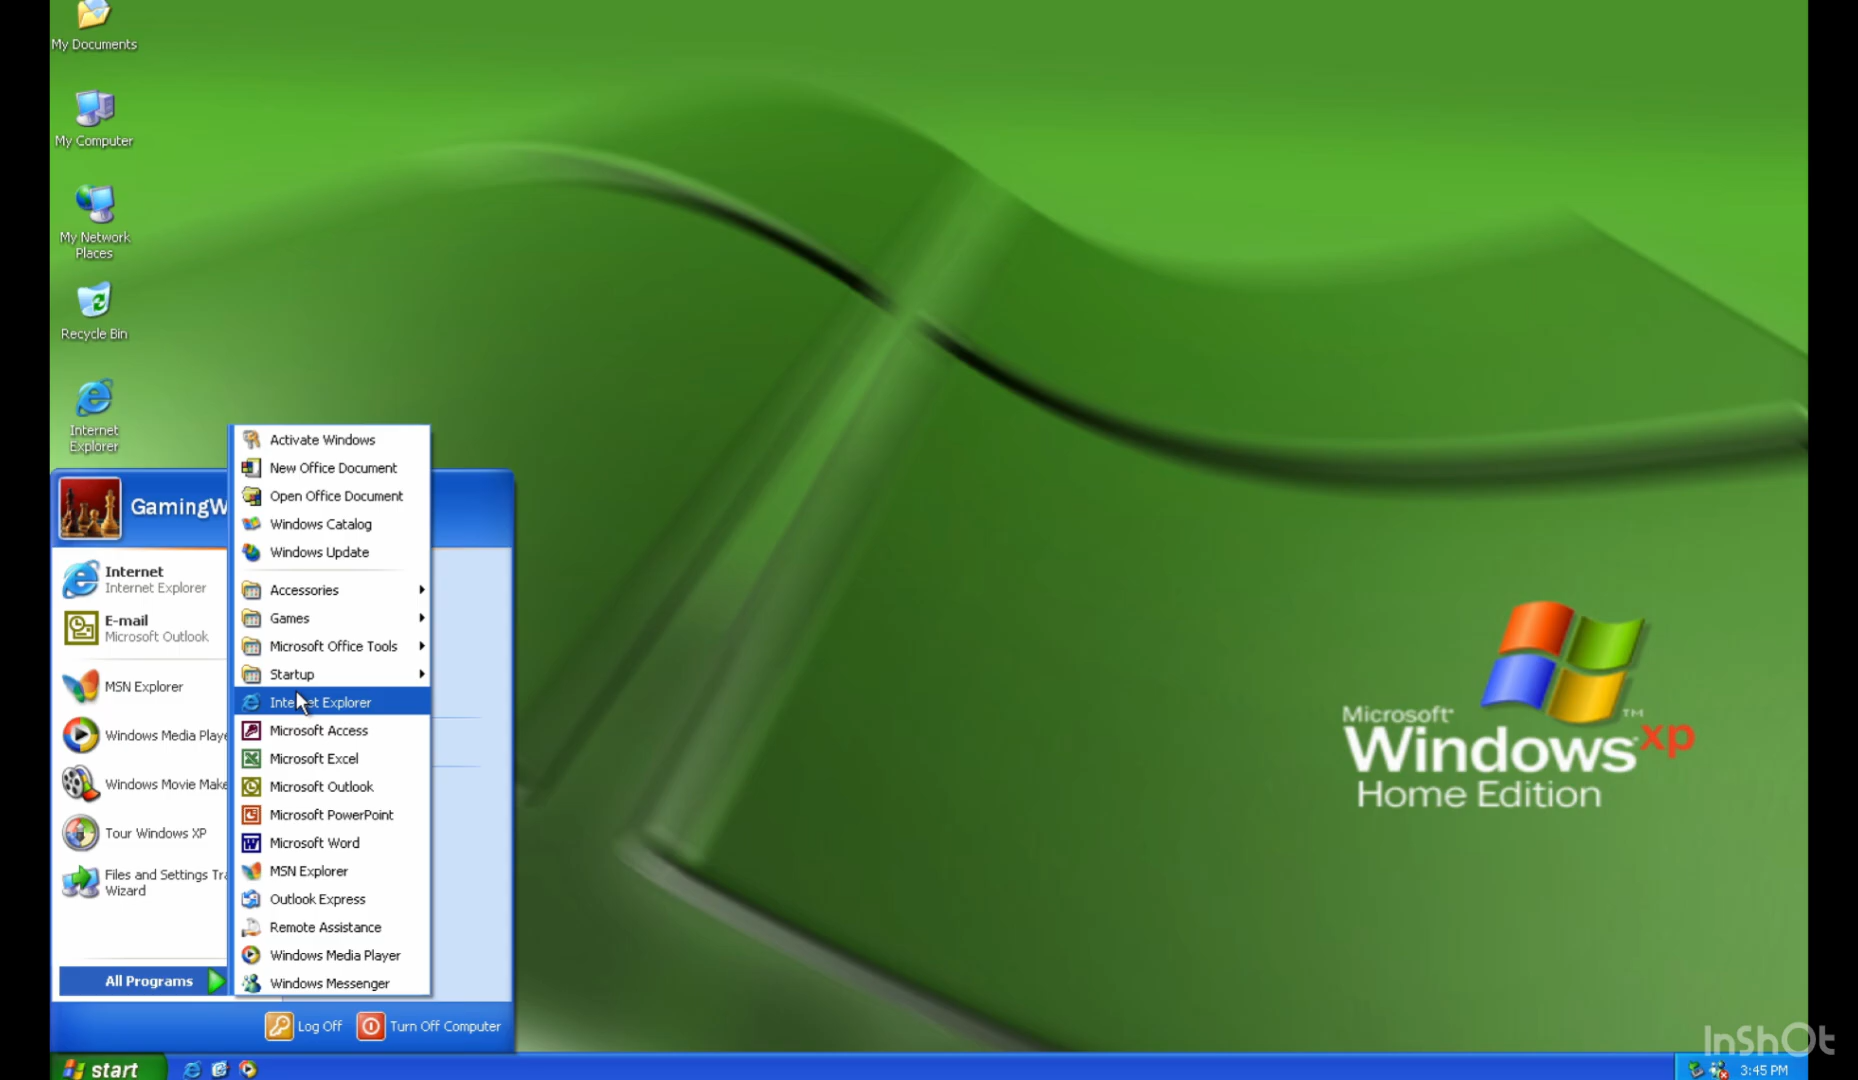 My Documents
My Computer
My Network
Places
Recycle Bin
Internet
Explorer
GamingW
Internet
Internet Explorer
E-mail
Microsoft Outlook
MSN Explorer
Windows Media Playe
Windows Movie Make
Tour Windows XP
Files and Settings Tra
Wizard
All Programs
Activate Windows
New Office Document
Open Office Document
Windows Catalog
Windows Update
Accessories
Games
Microsoft Office Tools
Startup
Internet Explorer
Microsoft Access
Microsoft Excel
Microsoft Outlook
Microsoft PowerPoint
Microsoft Word
MSN Explorer
Outlook Express
Remote Assistance
Windows Media Player
Windows Messenger
Log Off
Turn Off Computer
Microsoft®
Windows xp ™
Home Edition
InShOt
start
3:45 PM